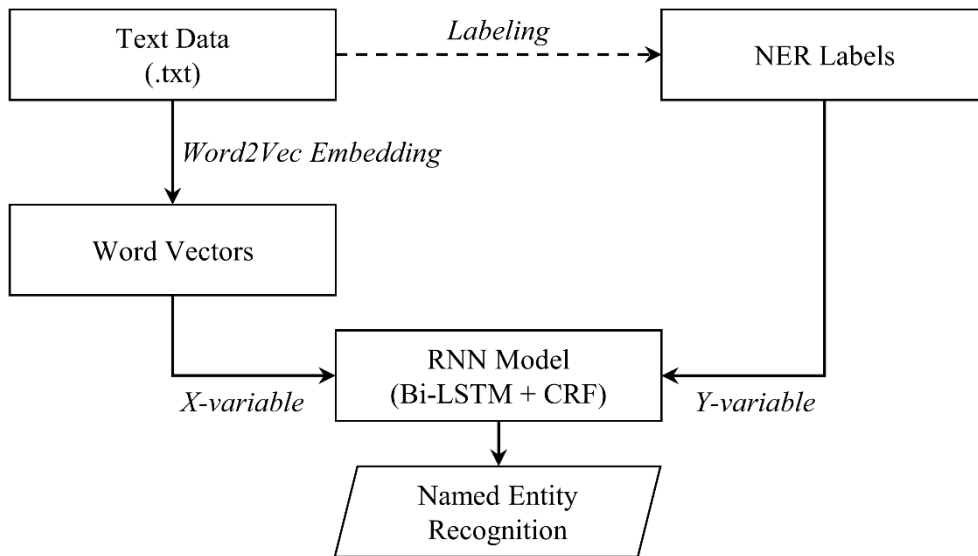 Text Data
(.txt)
Labeling
NER Labels
Word2Vec Embedding
Word Vectors
RNN Model
(Bi-LSTM + CRF)
X-variable
Y-variable
Named Entity
Recognition